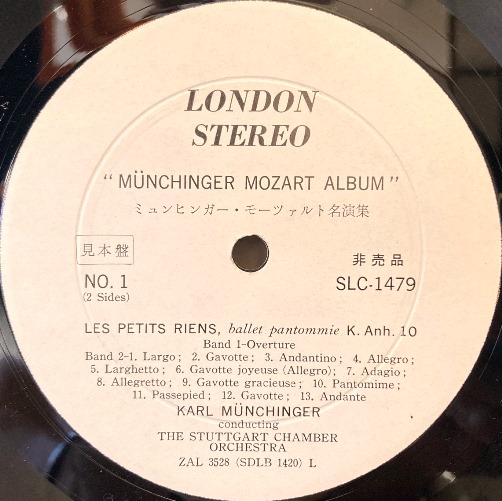 LONDON
STEREO
"MÜNCHINGER MOZART ALBUM"
ミュンヒンガー・モーツァルト名演集
見本盤
非売品
NO. 1
SLC-1479
(2 Sides)
LES PETITS RIENS, ballet pantommie K. Anh. 10
Band 1-Overture
Band 2-1. Largo; 2. Gavotte; 3. Andantino; 4. Allegro;
5. Larghetto; 6. Gavotte joyeuse (Allegro); 7. Adagio;
8. Allegretto; 9. Gavotte gracieuse; 10. Pantomime;
11. Passepied; 12. Gavotte; 13. Andante
KARL MÜNCHINGER
conducting
THE STUTTGART CHAMBER
ORCHESTRA
ZAL 3528 (SDLB 1420) L